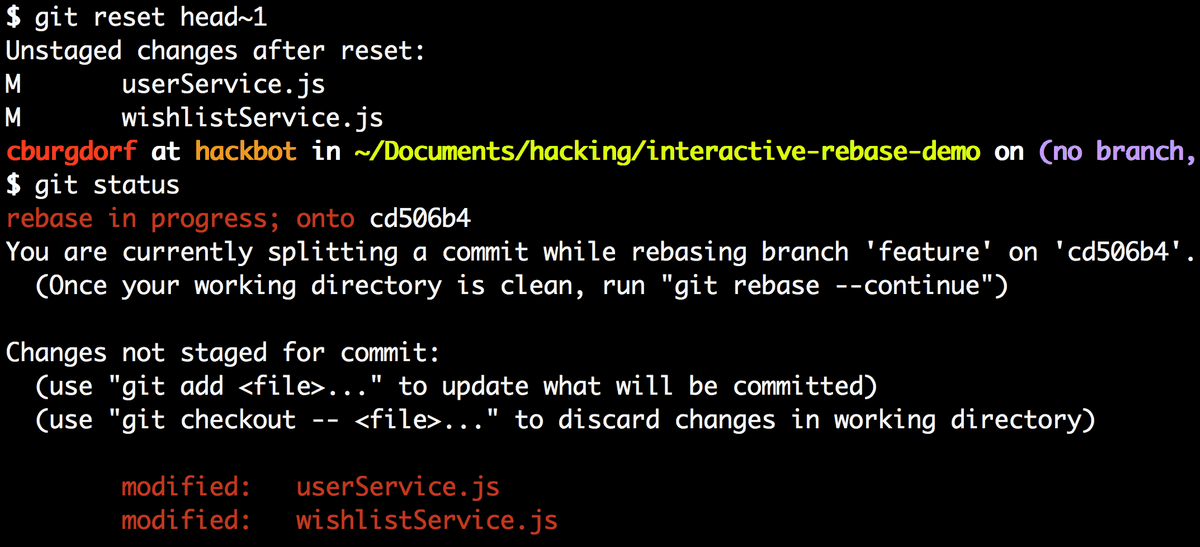 $ git reset head~1
Unstaged changes after reset:
M       userService.js
M       wishlistService.js
cburgdorf at hackbot in ~/Documents/hacking/interactive-rebase-demo on (no branch,
$ git status
rebase in progress; onto cd506b4
You are currently splitting a commit while rebasing branch 'feature' on 'cd506b4'.
  (Once your working directory is clean, run "git rebase --continue")

Changes not staged for commit:
  (use "git add <file>..." to update what will be committed)
  (use "git checkout -- <file>..." to discard changes in working directory)

        modified:   userService.js
        modified:   wishlistService.js